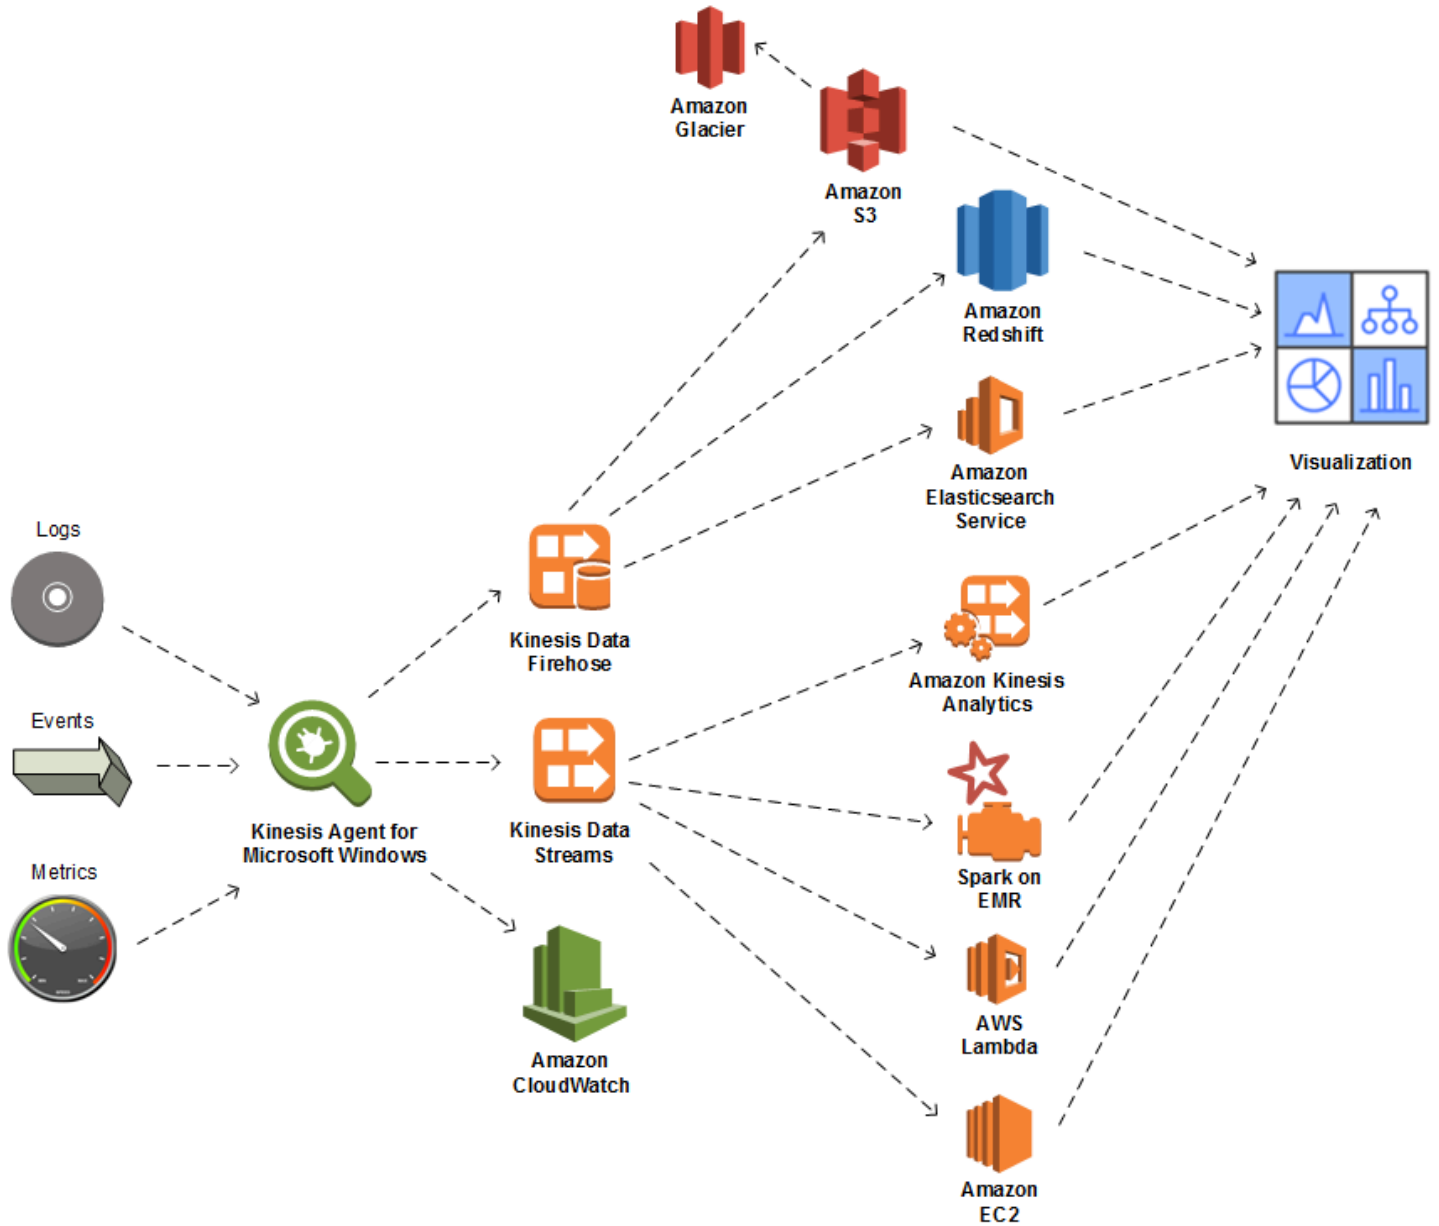 Amazon
Glacier
Amazon
S3
Amazon
Redshift
Amazon
Elasticsearch
Service
Visualization
Logs
Kinesis Data
Firehose
Amazon Kinesis
Analytics
Events
Kinesis Agent for
Microsoft Windows
Kinesis Data
Streams
Spark on
EMR
Metrics
AWS
Lambda
Amazon
CloudWatch
Amazon
EC2